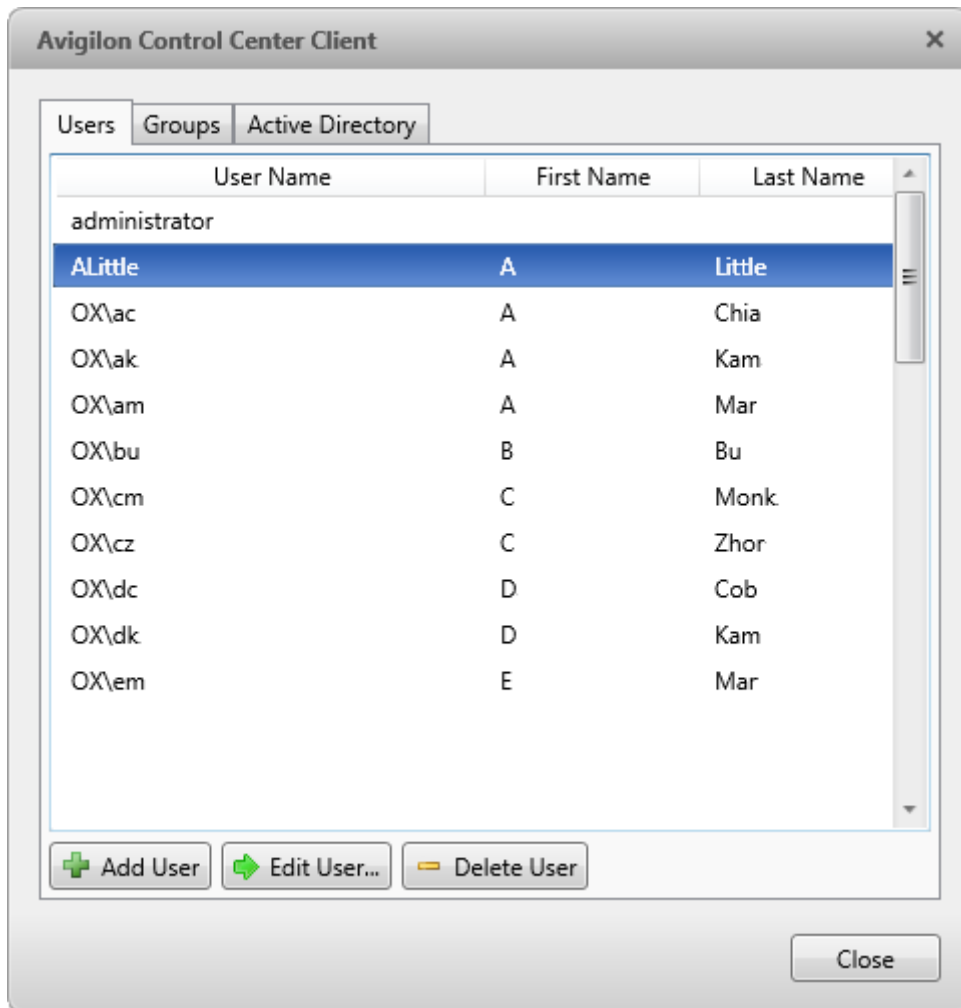 Avigilon Control Center Client
Users Groups Active Directory
User Name First Name Last Name
administrator
ALittle A Little
OX\ac A Chia
OX\ak A Kam
OX\am A Mar
OX\bu B Bu
OX\cm C Monk
OX\cz C Zhor
OX\dc D Cob
OX\dk D Kam
OX\em E Mar
Add User Edit User... Delete User
Close